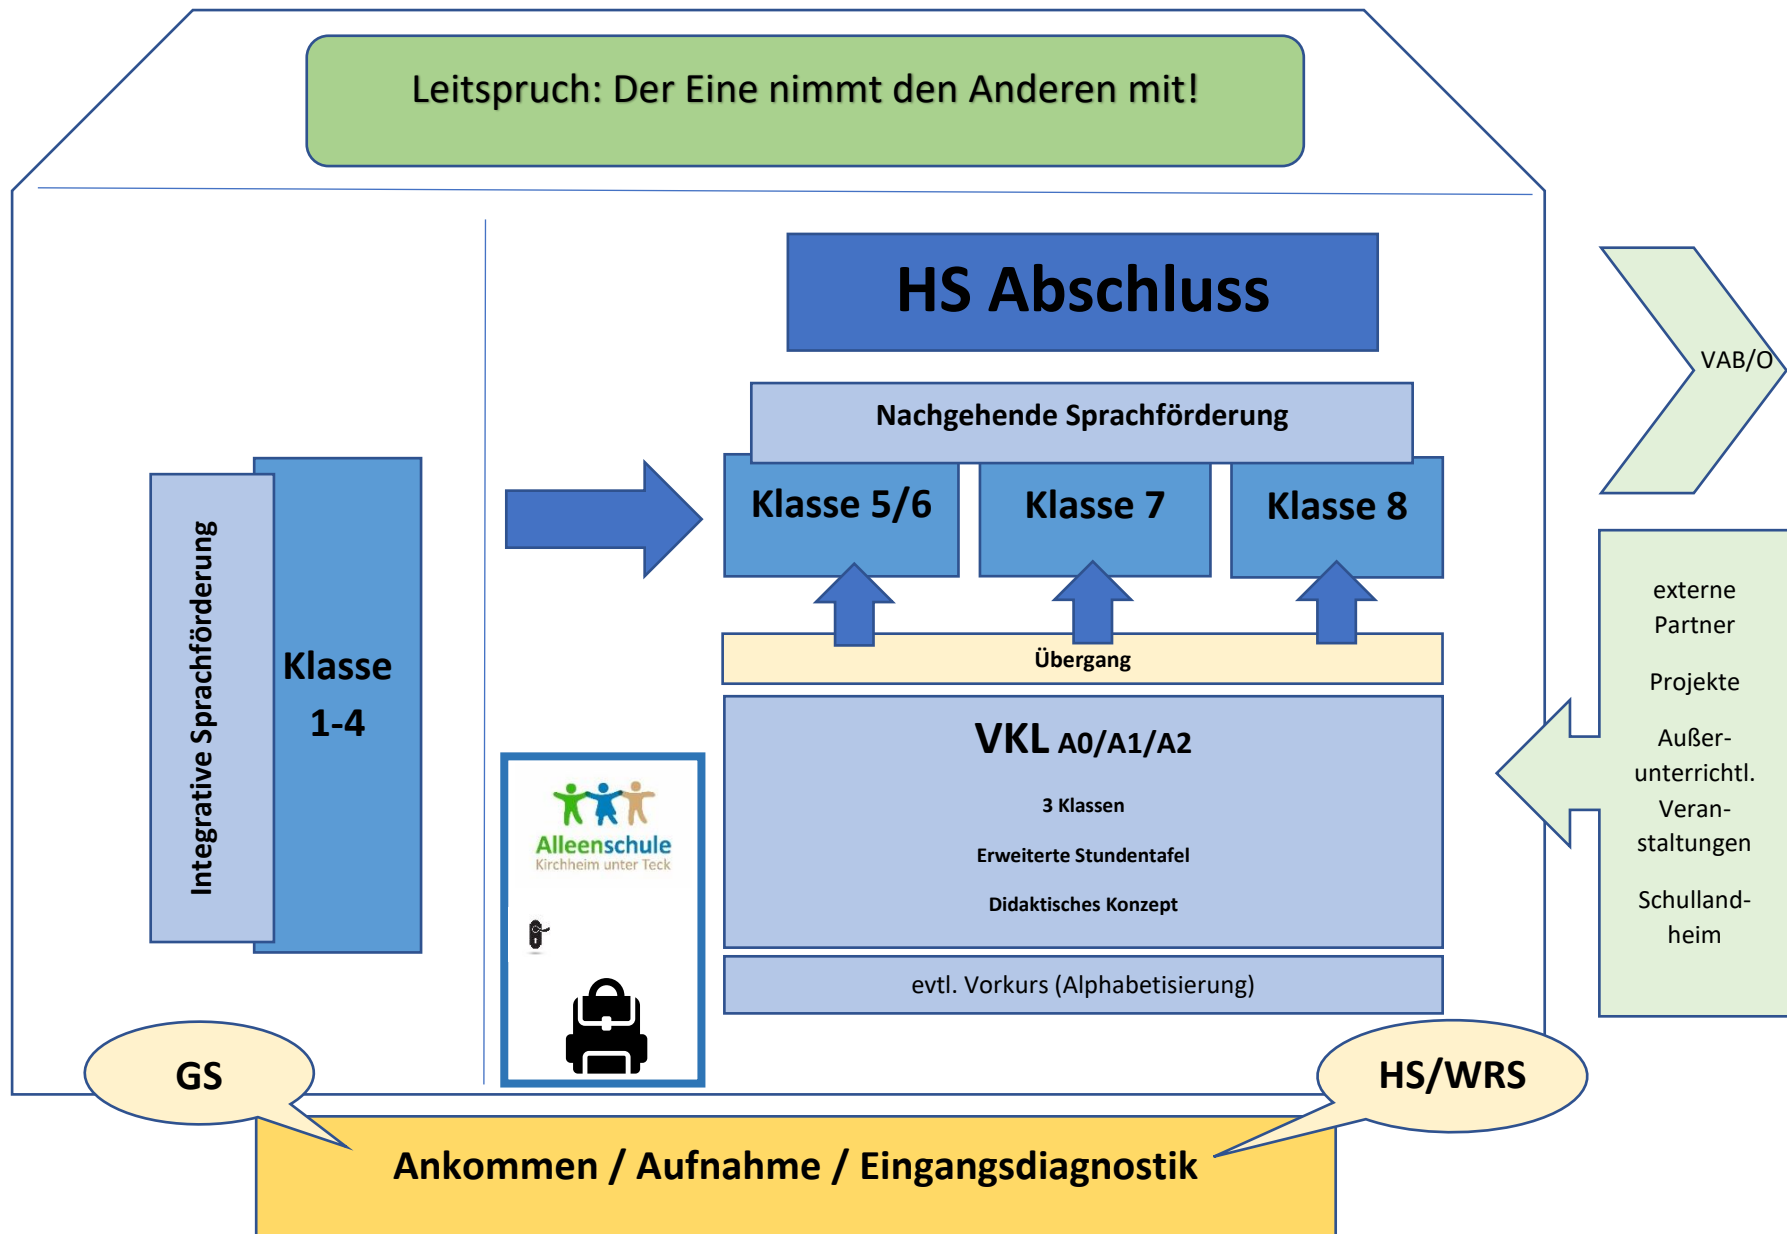 Leitspruch: Der Eine nimmt den Anderen mit!
HS Abschluss
VAB/O
Nachgehende Sprachförderung
Klasse 5/6
Klasse 7
Klasse 8
Integrative Sprachförderung
Klasse
1-4
Übergang
VKL A0/A1/A2
3 Klassen
Erweiterte Stundentafel
Didaktisches Konzept
evtl. Vorkurs (Alphabetisierung)
Alleenschule
Kirchheim unter Teck
externe
Partner
Projekte
Außer-
unterrichtl.
Veran-
staltungen
Schulland-
heim
GS
HS/WRS
Ankommen / Aufnahme / Eingangsdiagnostik